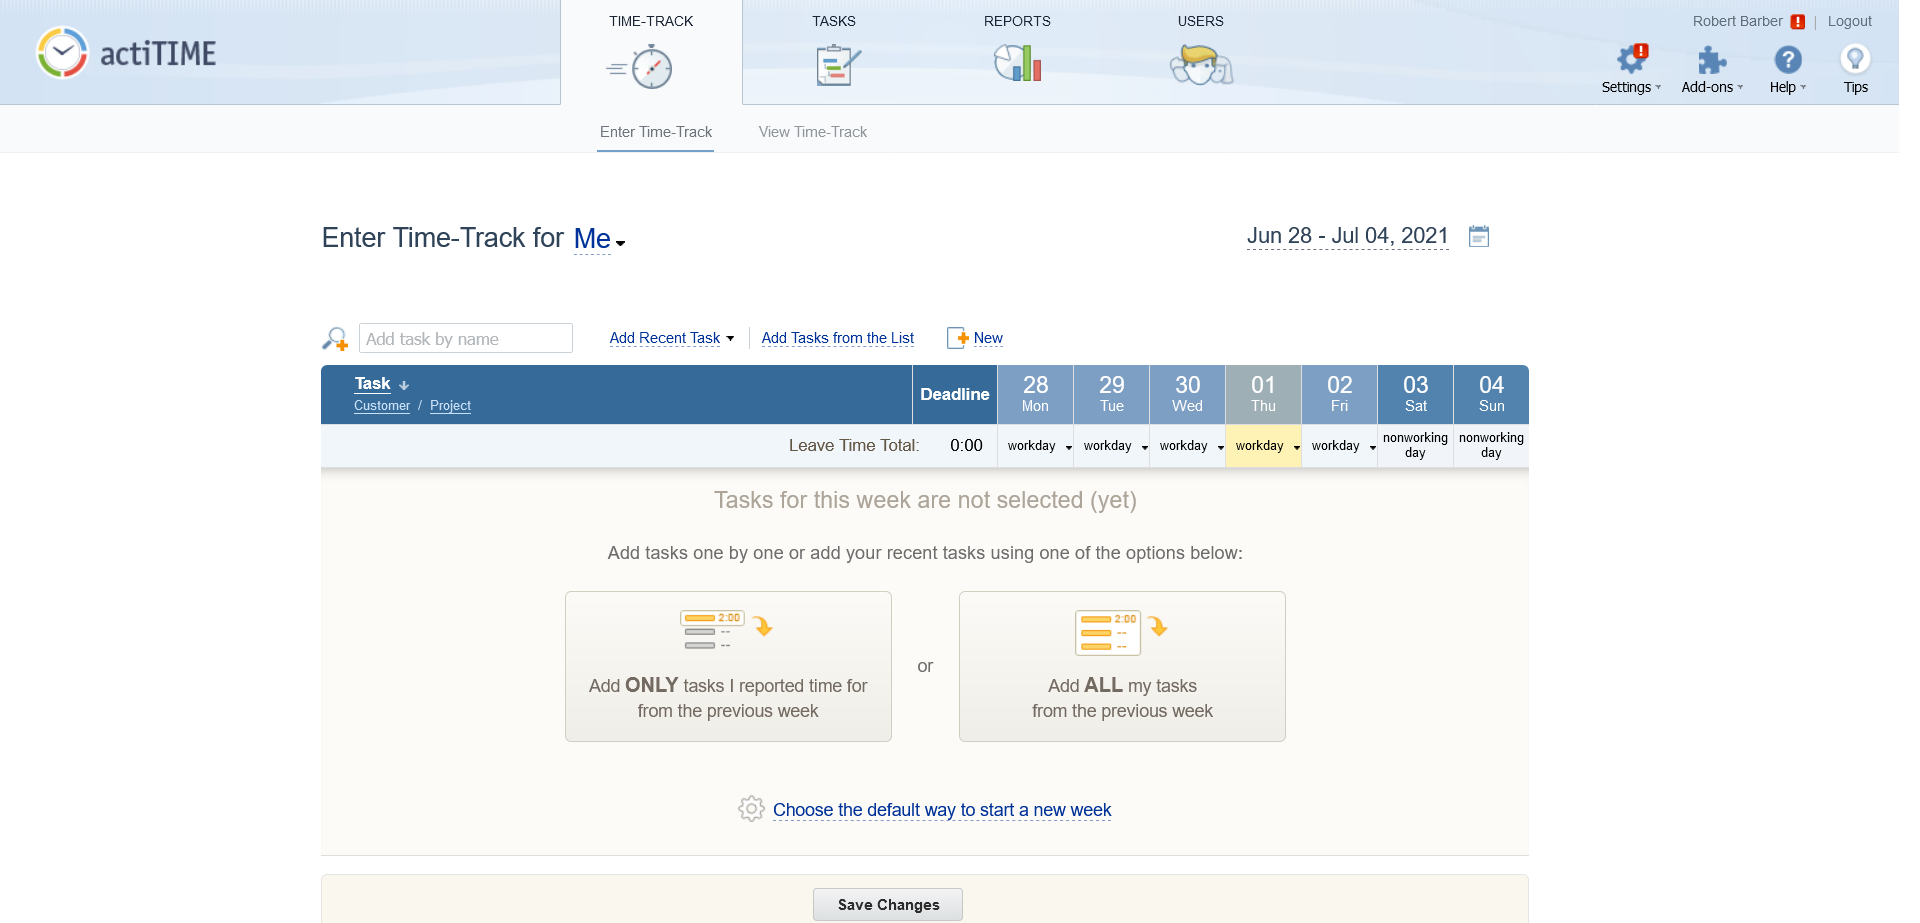 actiTIME
TIME-TRACK
TASKS
REPORTS
USERS
Robert Barber ! | Logout
Settings
Add-ons
Help
Tips
Enter Time-Track
View Time-Track
Enter Time-Track for Me
Jun 28 - Jul 04, 2021
Add task by name
Add Recent Task
Add Tasks from the List
New
Task
Customer / Project
Deadline
28 Mon
29 Tue
30 Wed
01 Thu
02 Fri
03 Sat
04 Sun
Leave Time Total: 0:00
workday
workday
workday
workday
workday
nonworking day
nonworking day
Tasks for this week are not selected (yet)
Add tasks one by one or add your recent tasks using one of the options below:
2:00
--
--
Add ONLY tasks I reported time for
from the previous week
or
2:00
--
--
Add ALL my tasks
from the previous week
Choose the default way to start a new week
Save Changes